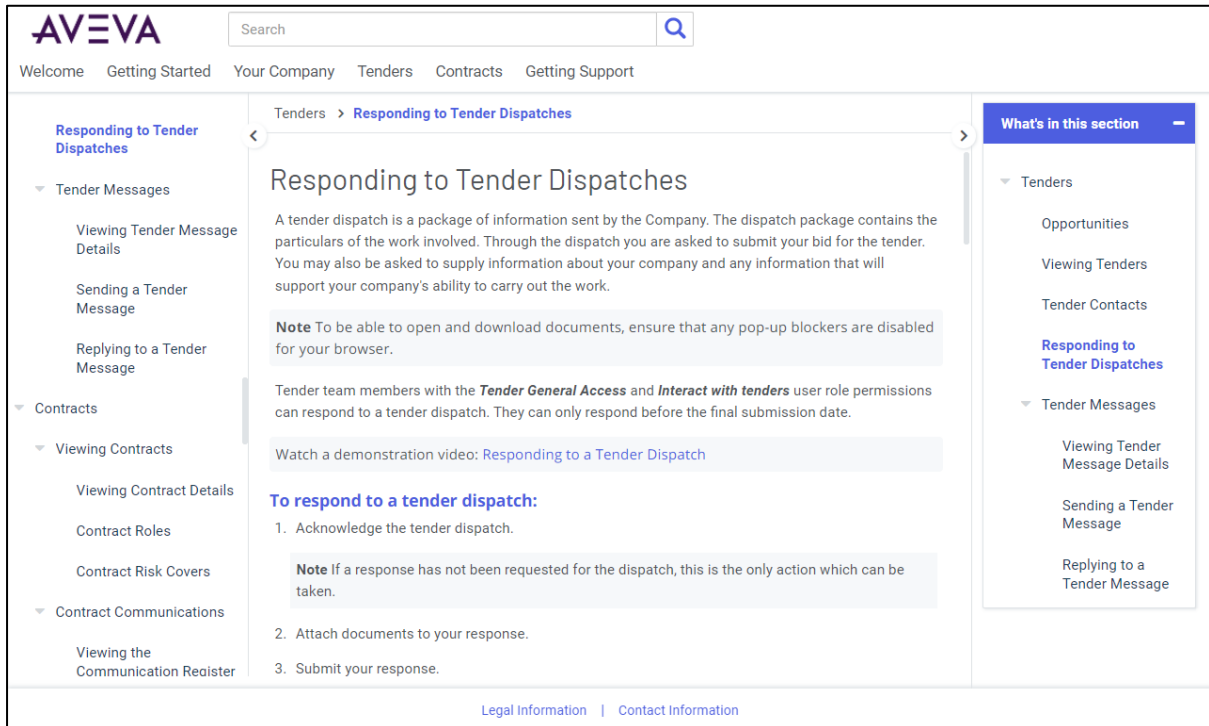 AVEVA
Search
Welcome Getting Started Your Company Tenders Contracts Getting Support
Responding to Tender
Dispatches
Tender Messages
Viewing Tender Message
Details
Sending a Tender
Message
Replying to a Tender
Message
Contracts
Viewing Contracts
Viewing Contract Details
Contract Roles
Contract Risk Covers
Contract Communications
Viewing the
Communication Register
Tenders > Responding to Tender Dispatches
Responding to Tender Dispatches
A tender dispatch is a package of information sent by the Company. The dispatch package contains the
particulars of the work involved. Through the dispatch you are asked to submit your bid for the tender.
You may also be asked to supply information about your company and any information that will
support your company's ability to carry out the work.
Note To be able to open and download documents, ensure that any pop-up blockers are disabled
for your browser.
Tender team members with the Tender General Access and Interact with tenders user role permissions
can respond to a tender dispatch. They can only respond before the final submission date.
Watch a demonstration video: Responding to a Tender Dispatch
To respond to a tender dispatch:
1. Acknowledge the tender dispatch.
Note If a response has not been requested for the dispatch, this is the only action which can be
taken.
2. Attach documents to your response.
3. Submit your response.
What's in this section
Tenders
Opportunities
Viewing Tenders
Tender Contacts
Responding to
Tender Dispatches
Tender Messages
Viewing Tender
Message Details
Sending a Tender
Message
Replying to a
Tender Message
Legal Information | Contact Information